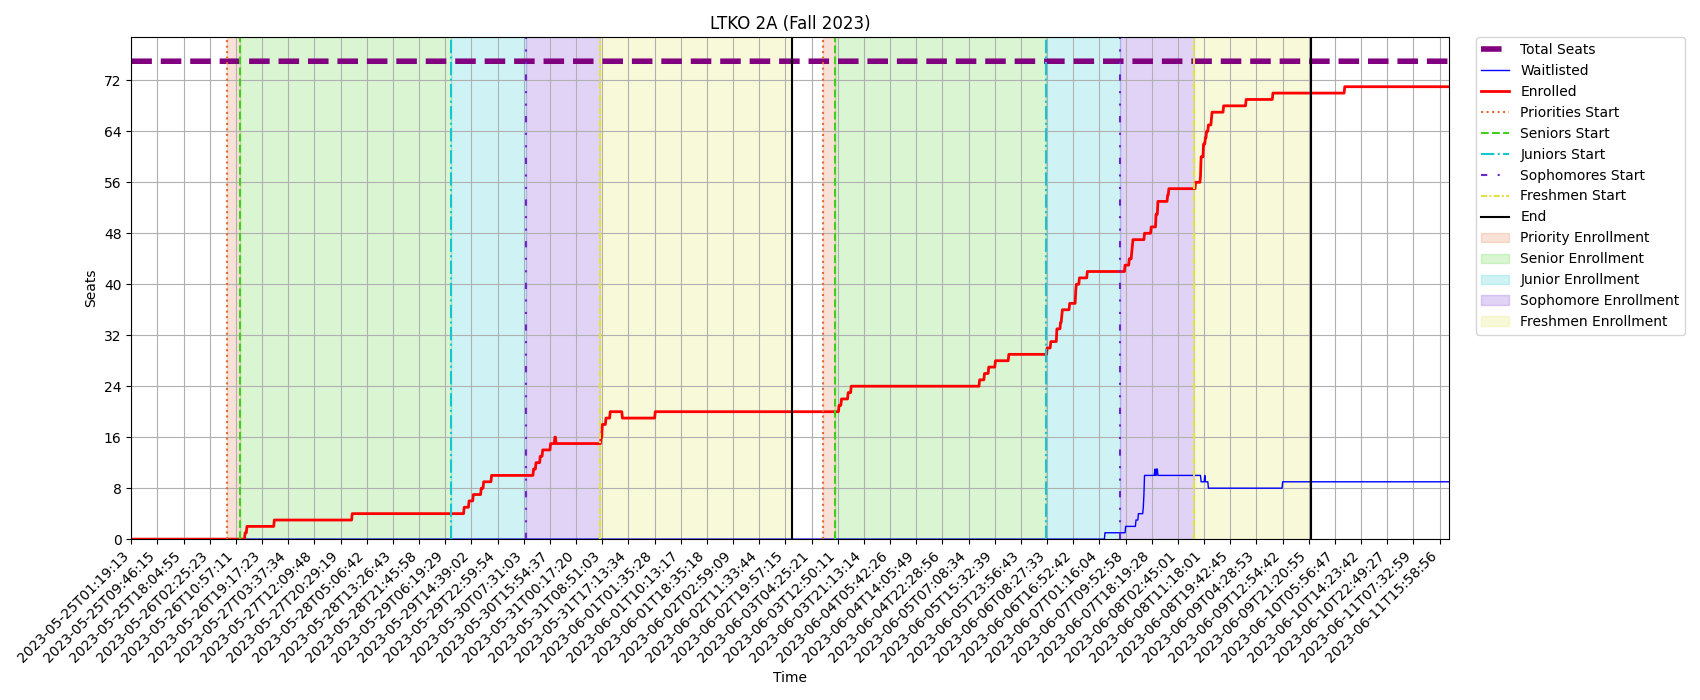 LTKO 2A (Fall 2023)
Total Seats
Waitlisted
Enrolled
Priorities Start
Seniors Start
Juniors Start
Sophomores Start
Freshmen Start
End
Priority Enrollment
Senior Enrollment
Junior Enrollment
Sophomore Enrollment
Freshmen Enrollment
Seats
72
64
56
48
40
32
24
16
8
0
2023-05-25T01:19:13
2023-05-25T09:46:15
2023-05-25T18:04:55
2023-05-26T02:25:23
2023-05-26T10:57:11
2023-05-26T19:17:23
2023-05-27T03:37:34
2023-05-27T12:09:48
2023-05-27T20:29:19
2023-05-28T05:06:42
2023-05-28T13:26:43
2023-05-28T21:45:58
2023-05-29T06:19:29
2023-05-29T14:39:02
2023-05-29T22:59:54
2023-05-30T07:31:03
2023-05-30T15:54:37
2023-05-31T00:17:20
2023-05-31T08:51:03
2023-05-31T17:13:34
2023-06-01T01:35:28
2023-06-01T10:13:17
2023-06-01T18:35:18
2023-06-02T02:59:09
2023-06-02T11:33:44
2023-06-02T19:57:15
2023-06-03T04:25:21
2023-06-03T12:50:11
2023-06-03T21:13:14
2023-06-04T05:42:26
2023-06-04T14:05:49
2023-06-04T22:28:56
2023-06-05T07:08:34
2023-06-05T15:32:39
2023-06-05T23:56:43
2023-06-06T08:27:33
2023-06-06T16:52:42
2023-06-07T01:16:04
2023-06-07T09:52:58
2023-06-07T18:19:28
2023-06-08T02:45:01
2023-06-08T11:18:01
2023-06-08T19:42:45
2023-06-09T04:28:53
2023-06-09T12:54:42
2023-06-09T21:20:55
2023-06-10T05:56:47
2023-06-10T14:23:42
2023-06-10T22:49:27
2023-06-11T07:32:59
2023-06-11T15:58:56
Time